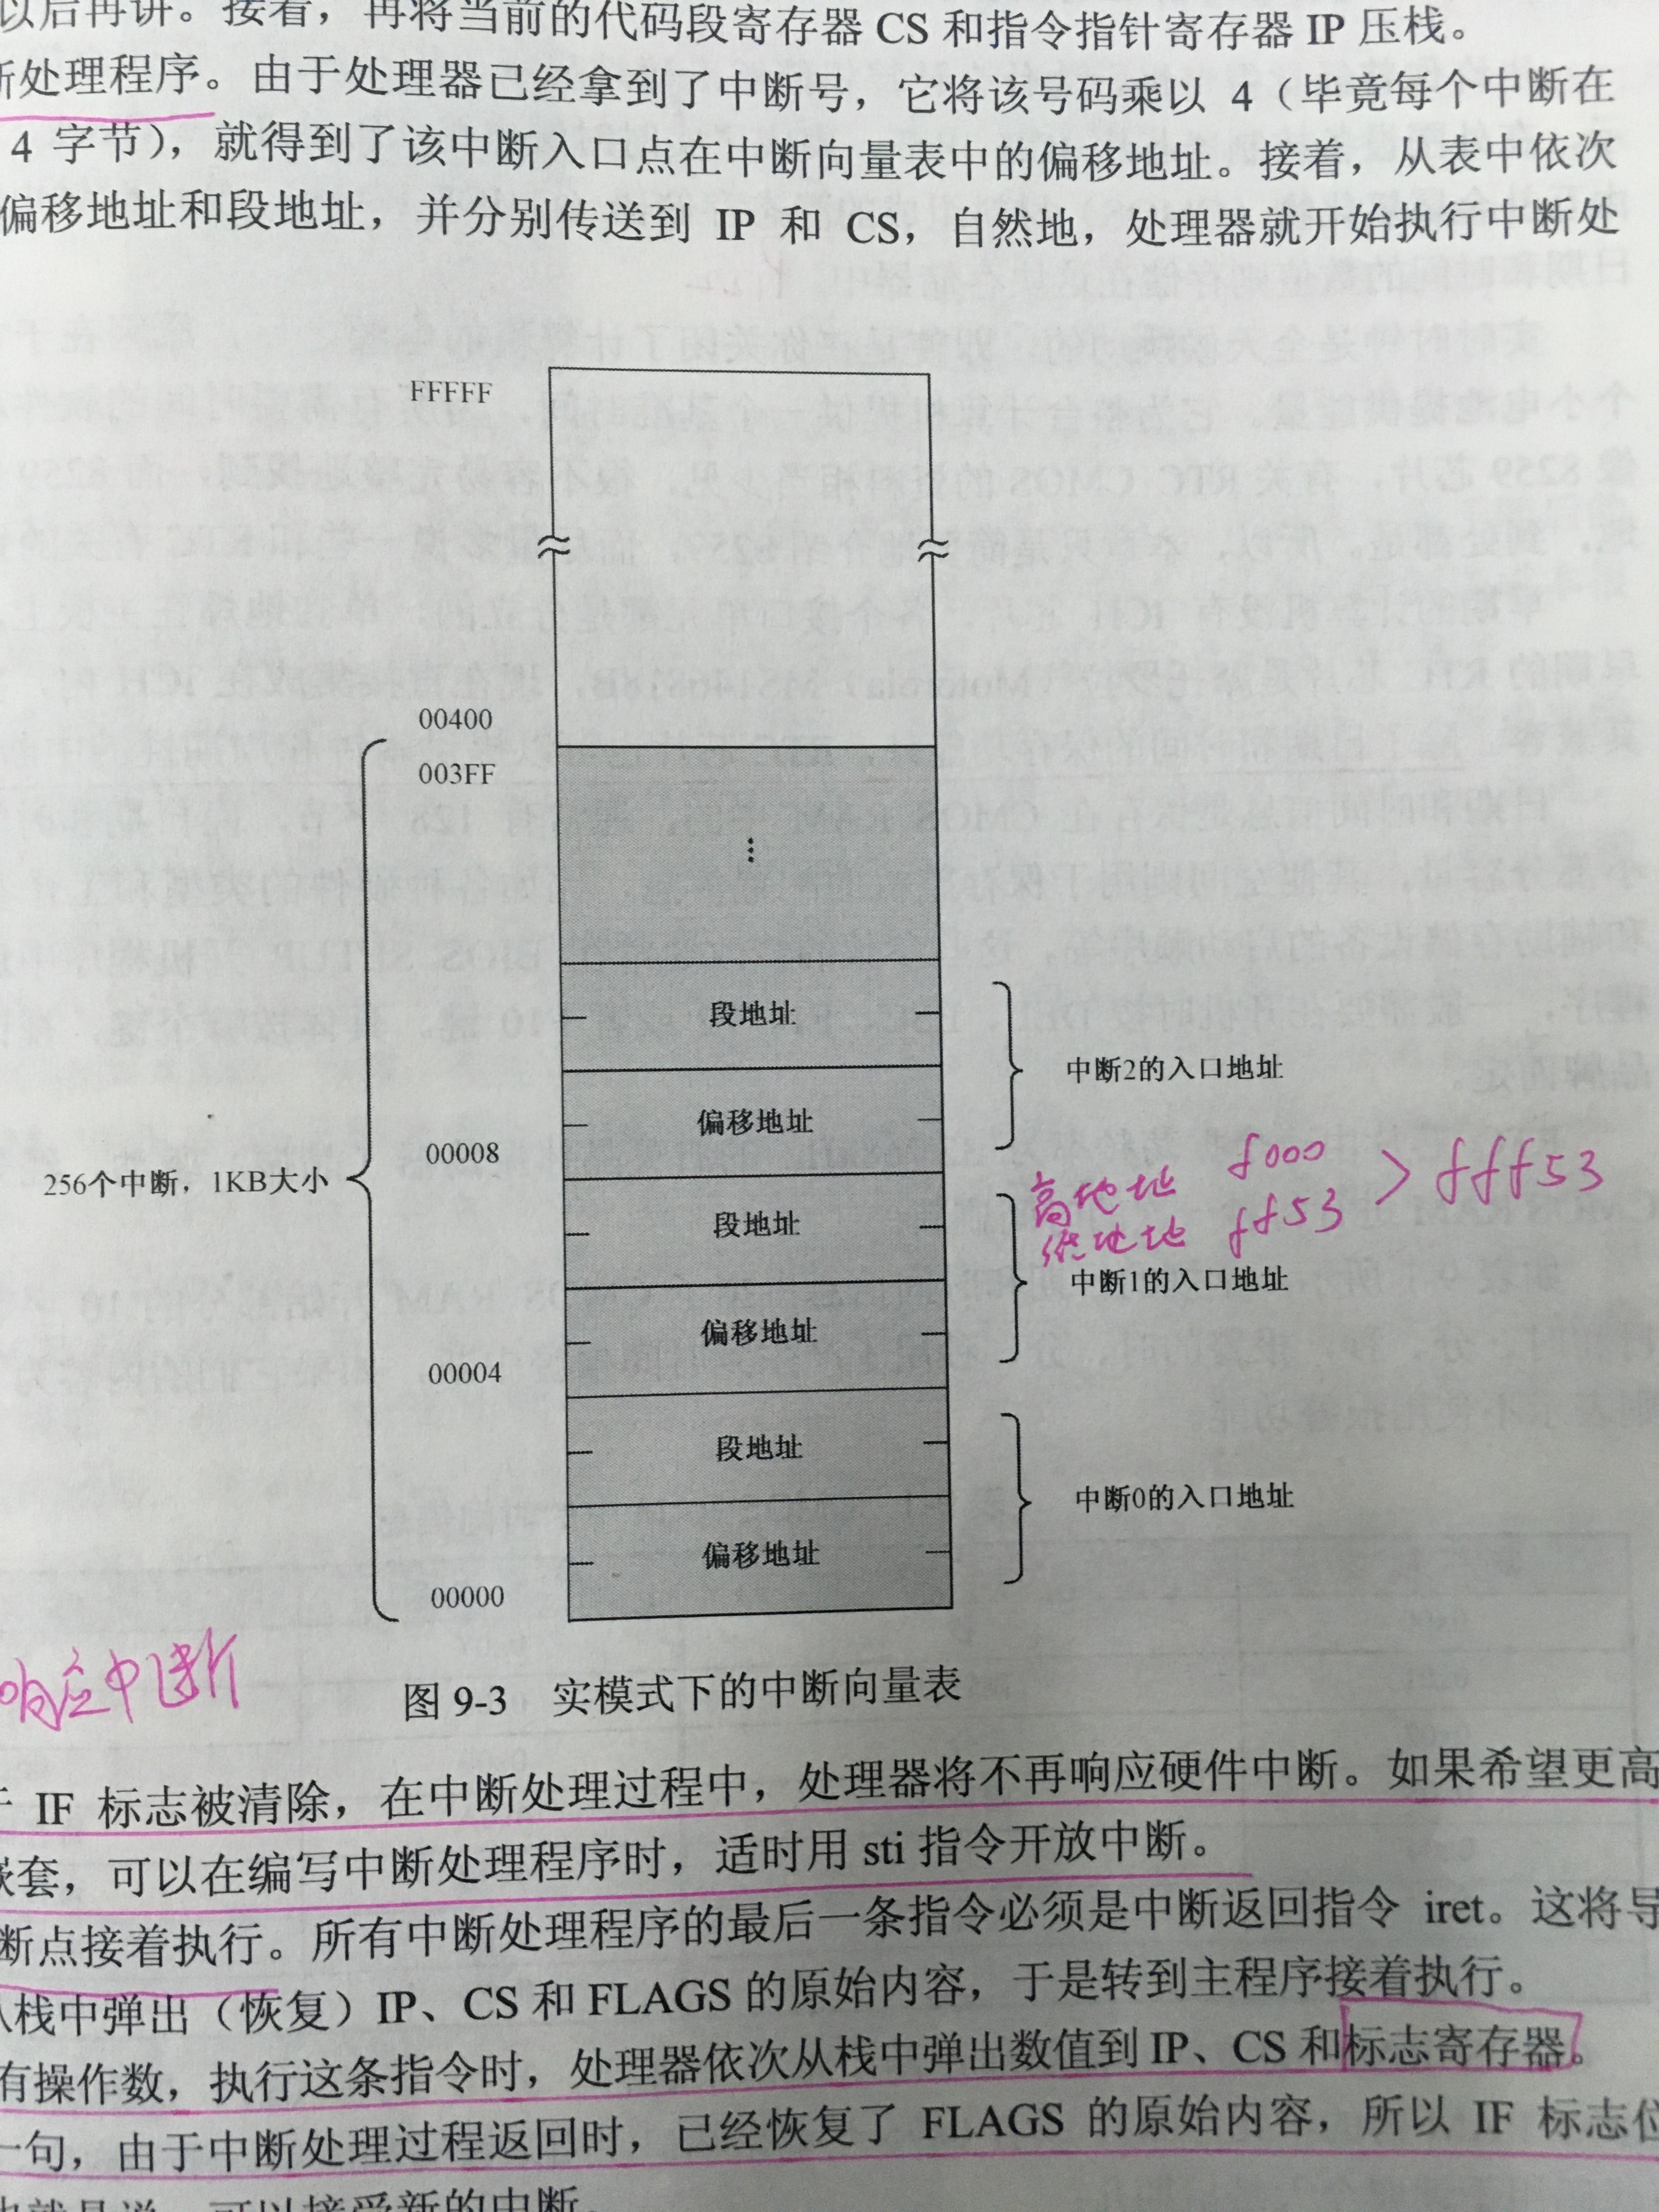 以后再讲。接着，再将当前的代码段寄存器 CS 和指令指针寄存器 IP 压栈。
断处理程序。由于处理器已经拿到了中断号，它将该号码乘以 4（毕竟每个中断在
4 字节），就得到了该中断入口点在中断向量表中的偏移地址。接着，从表中依次
偏移地址和段地址，并分别传送到 IP 和 CS，自然地，处理器就开始执行中断处
FFFFF
00400
003FF
⋮
段地址
中断2的入口地址
偏移地址
00008
256个中断，1KB大小
高地址 f000
低地址 ff53
> fff53
段地址
中断1的入口地址
偏移地址
00004
段地址
中断0的入口地址
偏移地址
00000
响应中断
图 9-3 实模式下的中断向量表
于 IF 标志被清除，在中断处理过程中，处理器将不再响应硬件中断。如果希望更高
嵌套，可以在编写中断处理程序时，适时用 sti 指令开放中断。
断点接着执行。所有中断处理程序的最后一条指令必须是中断返回指令 iret。这将导
从栈中弹出（恢复）IP、CS 和 FLAGS 的原始内容，于是转到主程序接着执行。
有操作数，执行这条指令时，处理器依次从栈中弹出数值到 IP、CS 和标志寄存器。
一句，由于中断处理过程返回时，已经恢复了 FLAGS 的原始内容，所以 IF 标志位
也就是说，可以接受新的中断。